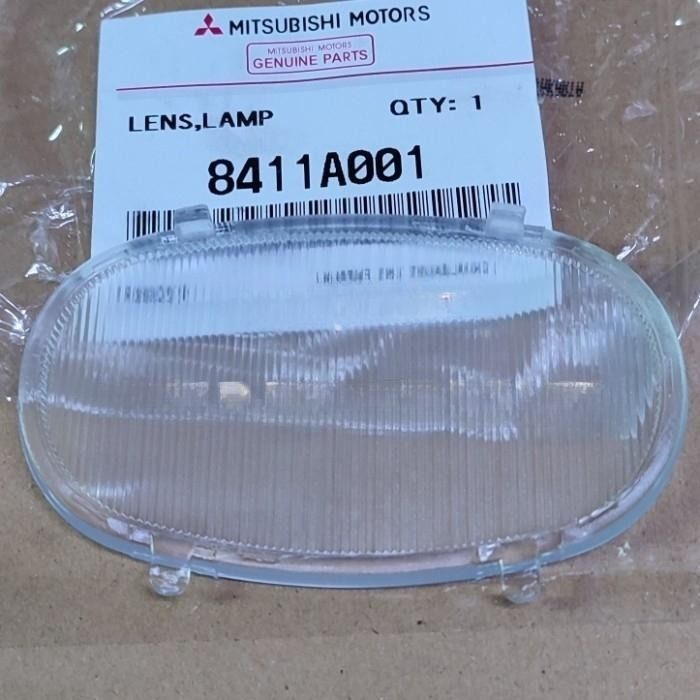 MITSUBISHI MOTORS
MITSUBISHI MOTORS
GENUINE PARTS
LENS,LAMP QTY: 1
8411A001